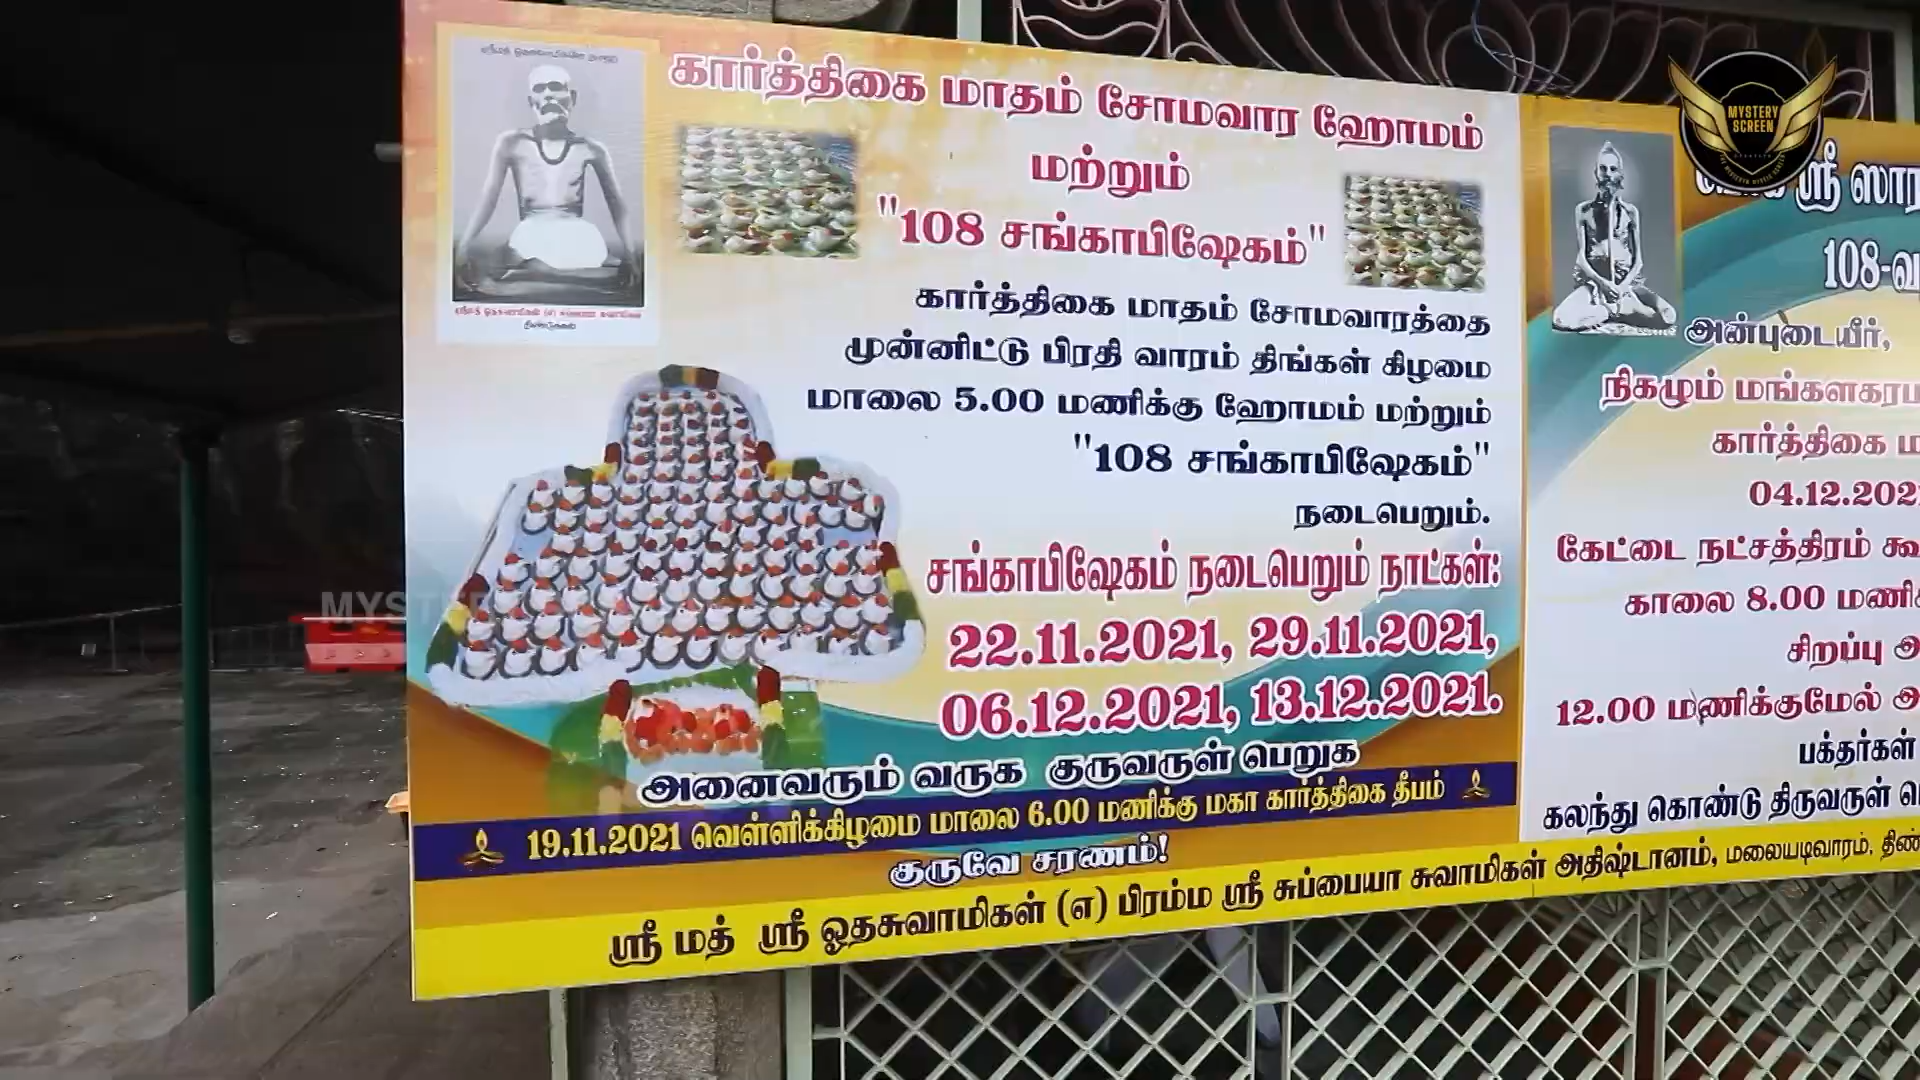 கார்த்திகை மாதம் சோமவார ஹோமம்
மற்றும்
"108 சங்காபிஷேகம்"
கார்த்திகை மாதம் சோமவாரத்தை
முன்னிட்டு பிரதி வாரம் திங்கள் கிழமை
மாலை 5.00 மணிக்கு ஹோமம் மற்றும்
"108 சங்காபிஷேகம்"
நடைபெறும்.
சங்காபிஷேகம் நடைபெறும் நாட்கள்:
22.11.2021, 29.11.2021,
06.12.2021, 13.12.2021.
அனைவரும் வருக குருவருள் பெறுக
19.11.2021 வெள்ளிக்கிழமை மாலை 6.00 மணிக்கு மகா கார்த்திகை தீபம்
குருவே சரணம்!
ஸ்ரீ மத் ஸ்ரீ ஓதசுவாமிகள் (எ) பிரம்ம ஸ்ரீ சுப்பையா சுவாமிகள் அதிஷ்டானம், மலையடிவாரம்,
ஸ்ரீ
108-
அன்புடையீர்,
நிகழும்
கார்த்திகை
04.12.202
கேட்டை நட்சத்திரம்
காலை 8.00
சிறப்பு
12.00 மணிக்குமேல்
பக்தர்கள்
கலந்து கொண்டு திருவருள்
MYSTERY
SCREEN